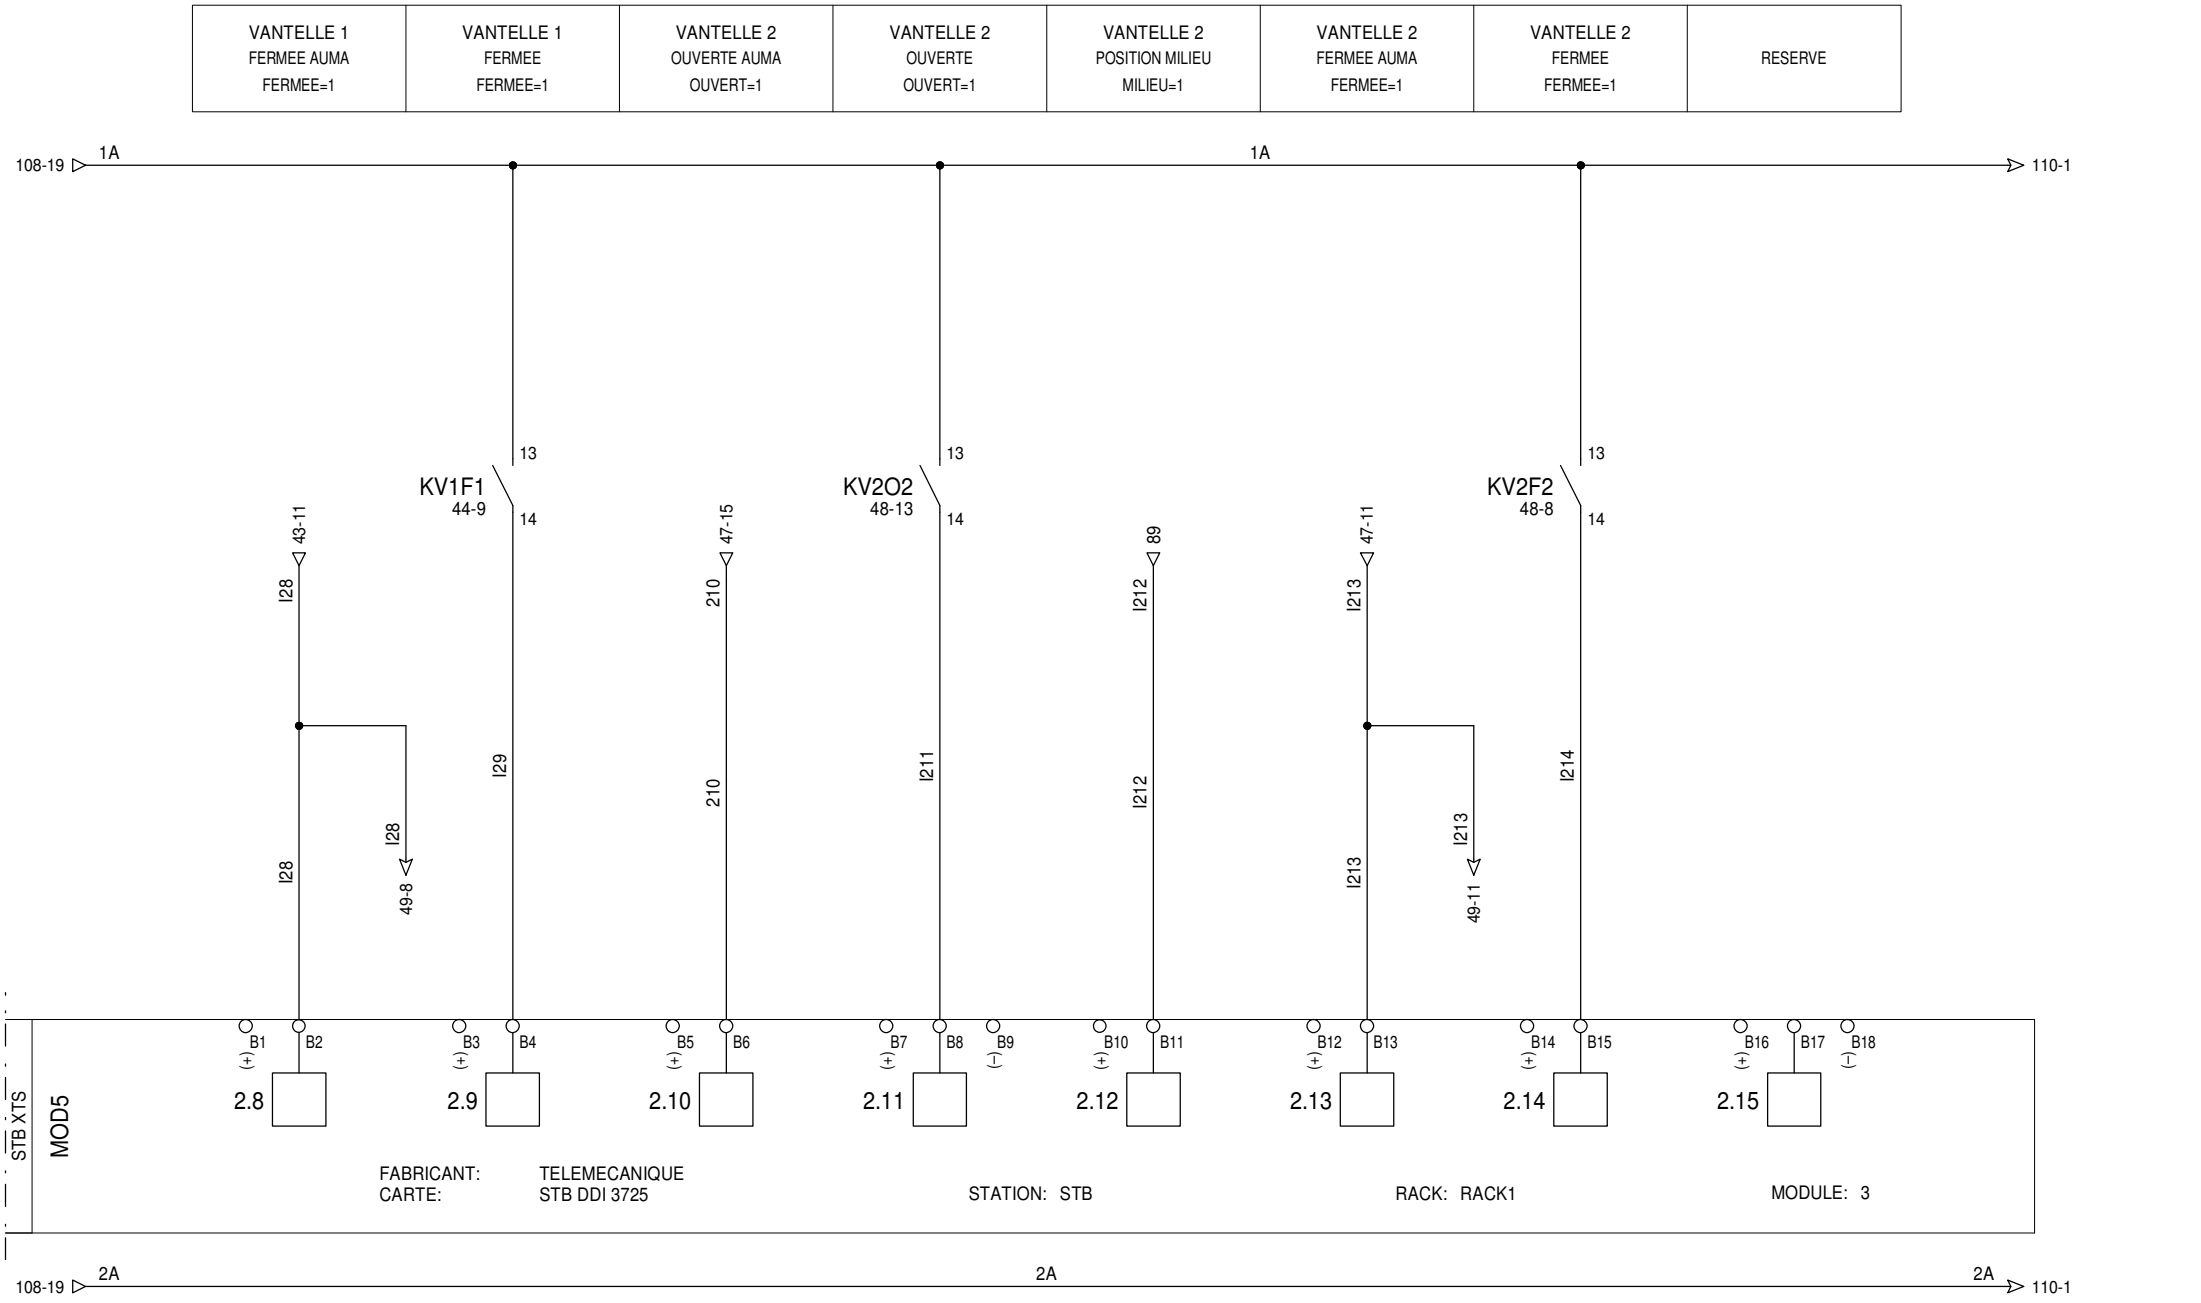 VANTELLE 1
FERMEE AUMA
FERMEE=1
VANTELLE 1
FERMEE
FERMEE=1
VANTELLE 2
OUVERTE AUMA
OUVERT=1
VANTELLE 2
OUVERTE
OUVERT=1
VANTELLE 2
POSITION MILIEU
MILIEU=1
VANTELLE 2
FERMEE AUMA
FERMEE=1
VANTELLE 2
FERMEE
FERMEE=1
RESERVE
108-19
1A
1A
110-1
13
KV1F1
44-9
14
13
KV2O2
48-13
14
13
KV2F2
48-8
14
43-11
I28
I28
I28
49-8
I29
47-15
210
210
I211
89
I212
I212
47-11
I213
I213
I213
49-11
I214
B1
(+)
B2
B3
(+)
B4
B5
(+)
B6
B7
(+)
B8
B9
(–)
B10
(+)
B11
B12
(+)
B13
B14
(+)
B15
B16
(+)
B17
B18
(–)
STB XTS
MOD5
2.8
2.9
2.10
2.11
2.12
2.13
2.14
2.15
FABRICANT: TELEMECANIQUE
CARTE: STB DDI 3725
STATION: STB
RACK: RACK1
MODULE: 3
108-19
2A
2A
2A
110-1